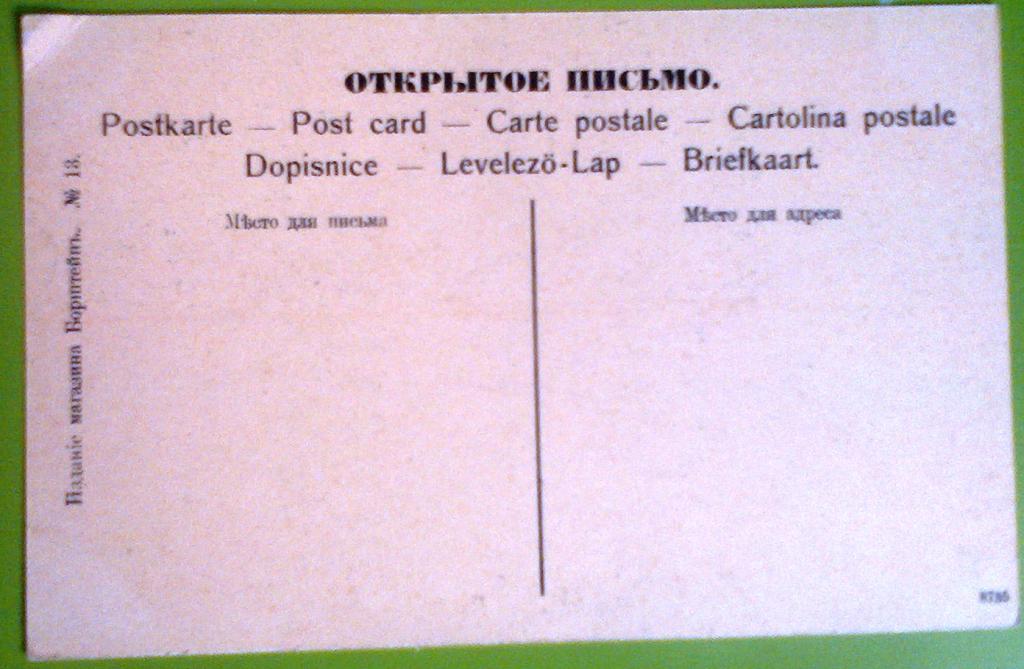 ОТКРЫТОЕ ПИСЬМО.
Postkarte — Post card — Carte postale — Cartolina postale
Dopisnice — Levelezö-Lap — Briefkaart.
Мѣсто для письма
Мѣсто для адреса
Изданіе магазина Борнштейнъ. № 13.